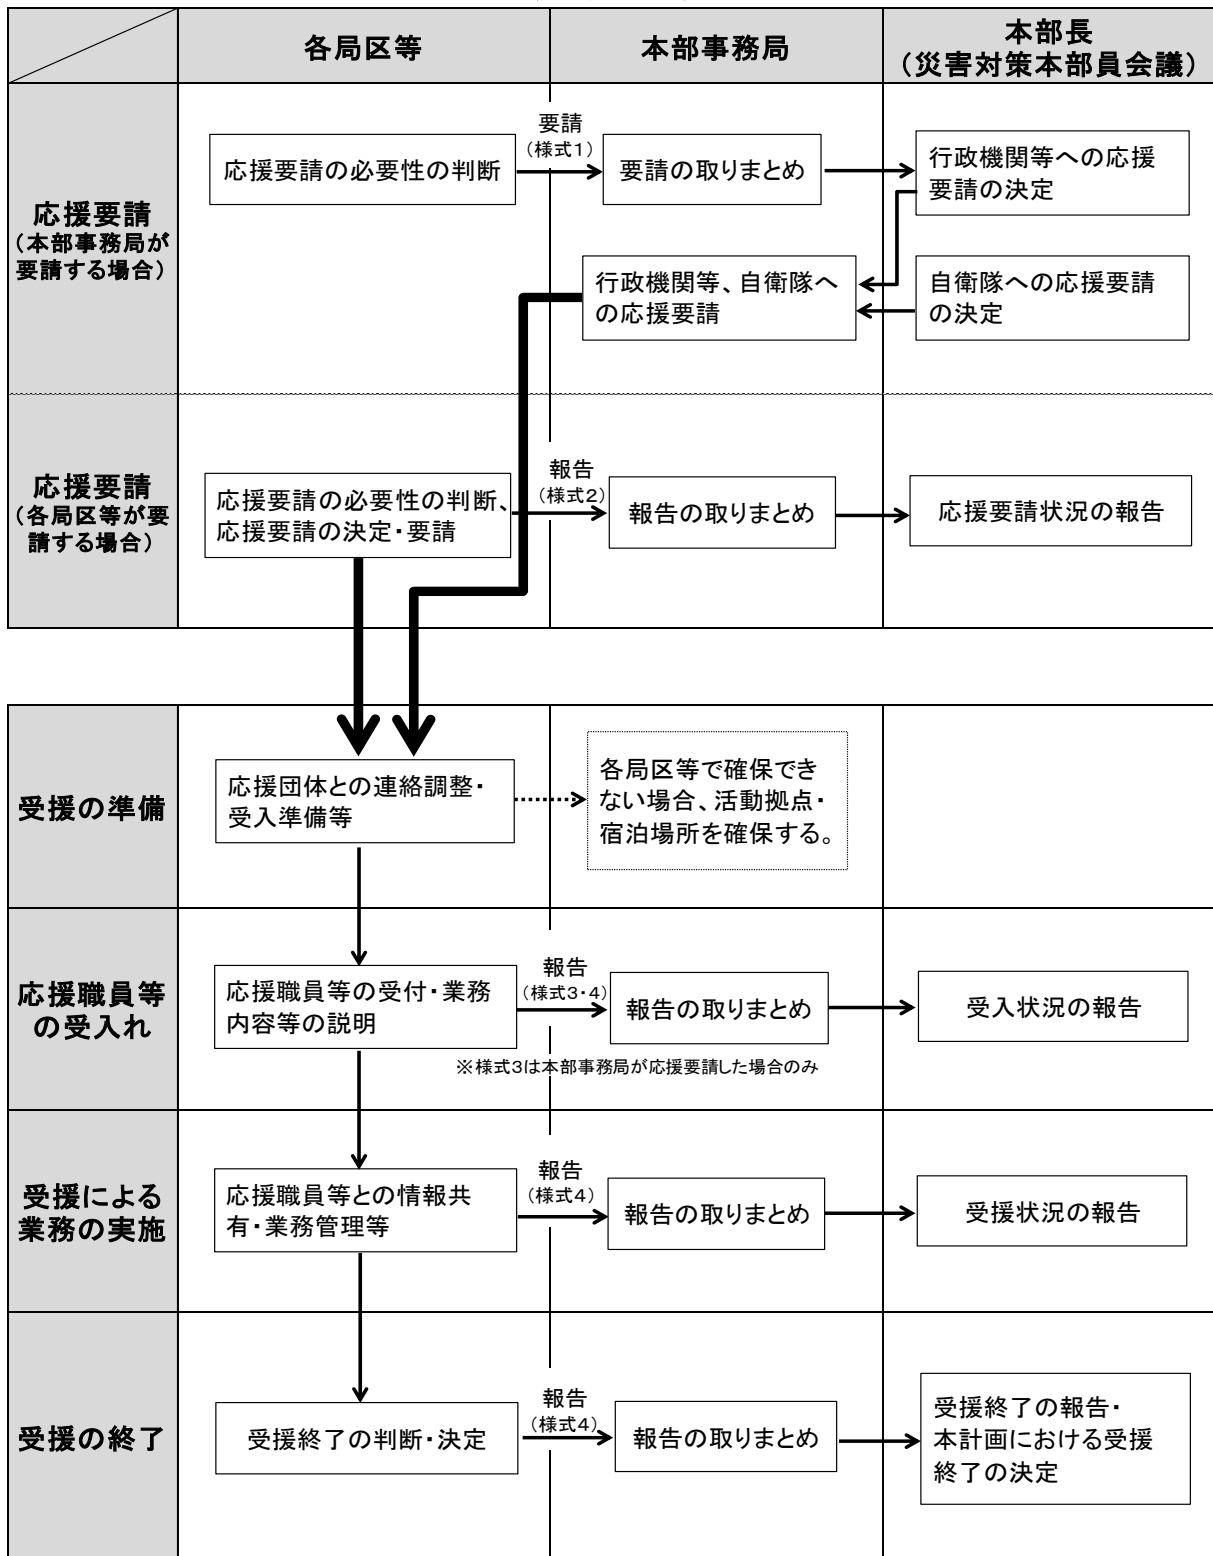 各局区等
本部事務局
本部長
（災害対策本部員会議）
応援要請
（本部事務局が
要請する場合）
応援要請の必要性の判断
要請
（様式1）
要請の取りまとめ
行政機関等への応援
要請の決定
行政機関等、自衛隊へ
の応援要請
自衛隊への応援要請
の決定
応援要請
（各局区等が要
請する場合）
応援要請の必要性の判断、
応援要請の決定・要請
報告
（様式2）
報告の取りまとめ
応援要請状況の報告
受援の準備
応援団体との連絡調整・
受入準備等
各局区等で確保でき
ない場合、活動拠点・
宿泊場所を確保する。
応援職員等
の受入れ
応援職員等の受付・業務
内容等の説明
報告
（様式3・4）
報告の取りまとめ
受入状況の報告
※様式3は本部事務局が応援要請した場合のみ
受援による
業務の実施
応援職員等との情報共
有・業務管理等
報告
（様式4）
報告の取りまとめ
受援状況の報告
受援の終了
受援終了の判断・決定
報告
（様式4）
報告の取りまとめ
受援終了の報告・
本計画における受援
終了の決定